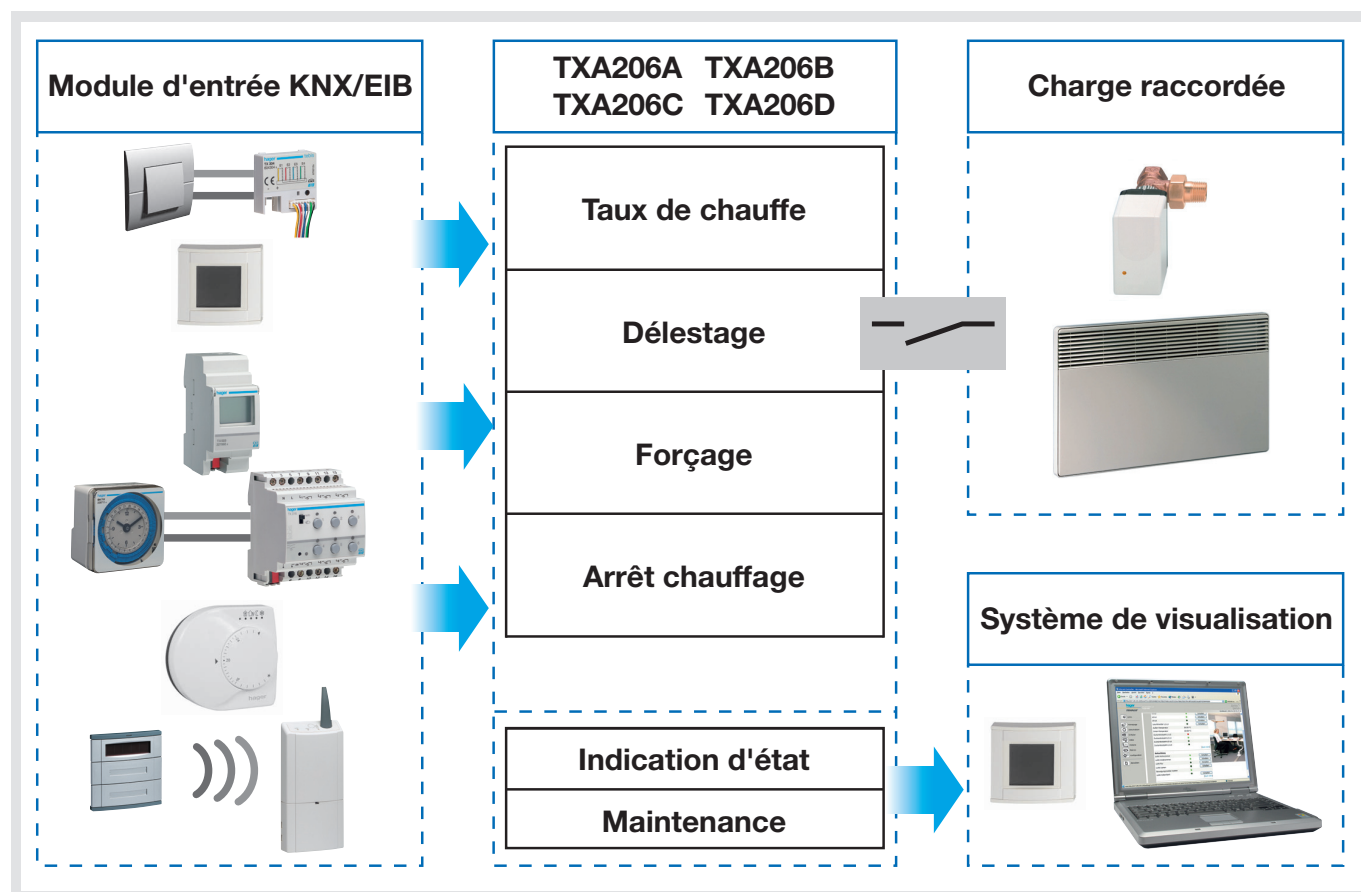 Module d'entrée KNX/EIB
TXA206A TXA206B
TXA206C TXA206D
Charge raccordée
Taux de chauffe
Délestage
Forçage
Arrêt chauffage
Système de visualisation
Indication d'état
Maintenance